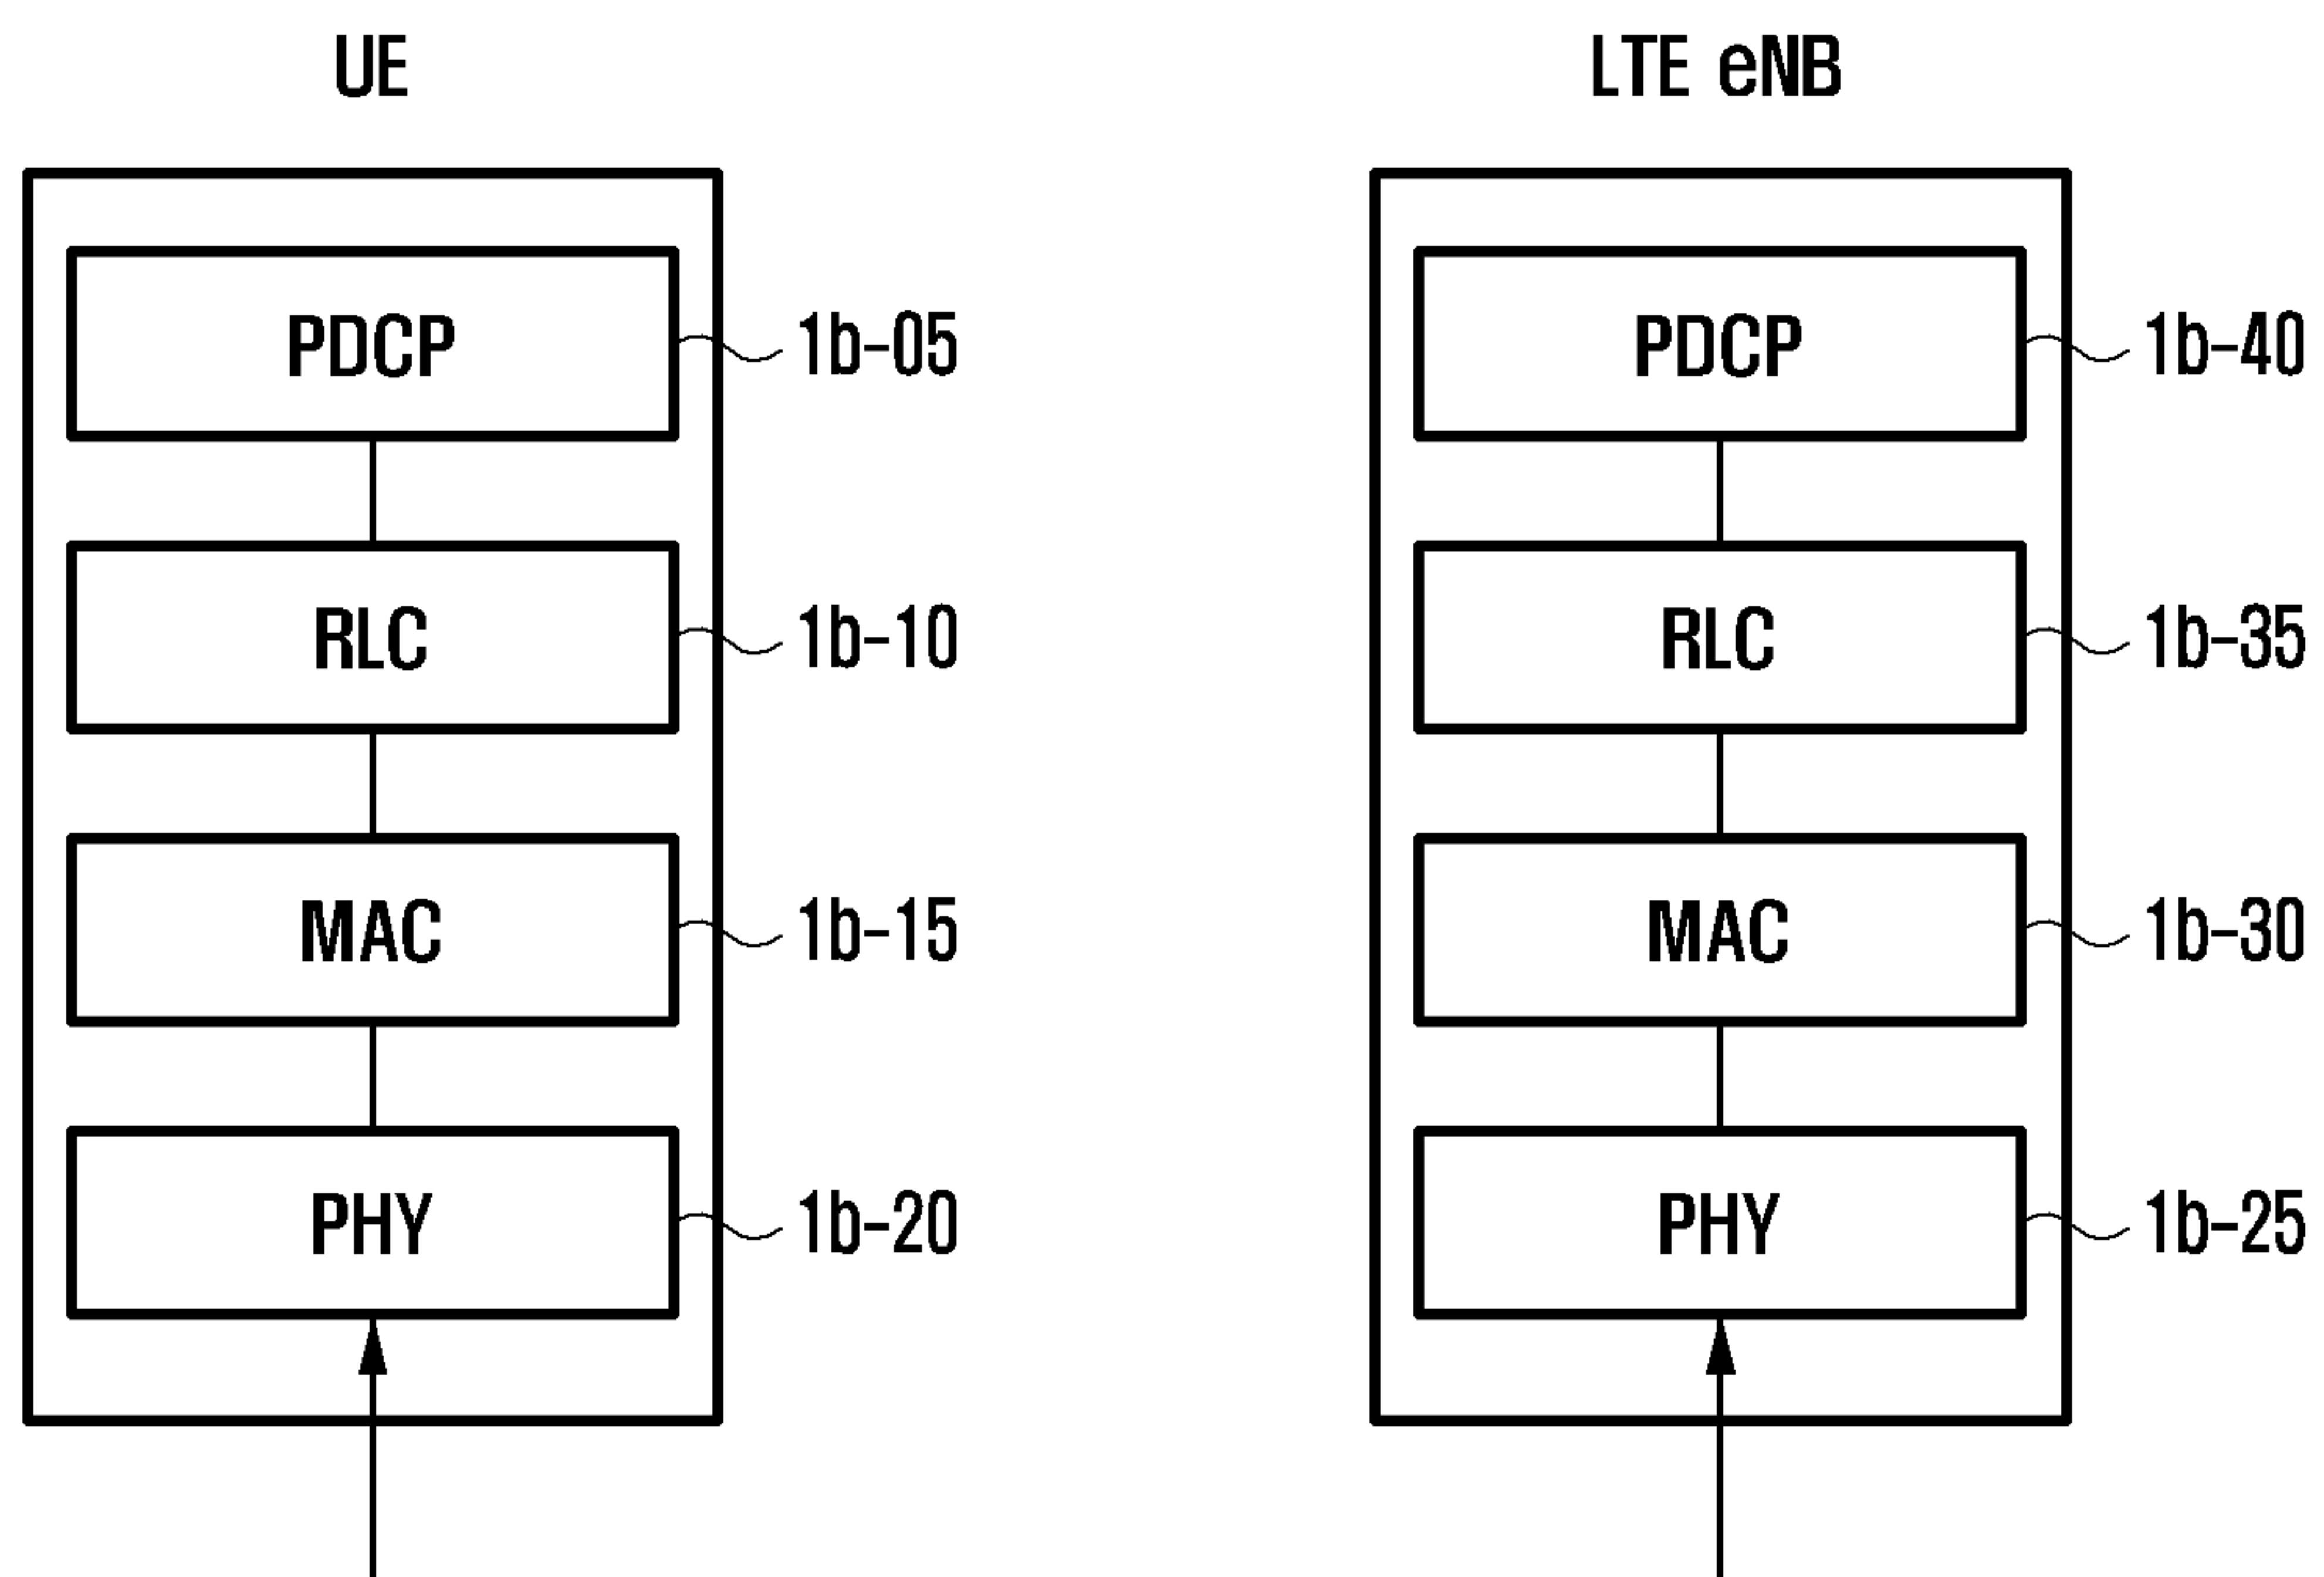 UE
LTE eNB
PDCP
1b-05
PDCP
1b-40
RLC
1b-10
RLC
1b-35
MAC
1b-15
MAC
1b-30
PHY
1b-20
PHY
1b-25